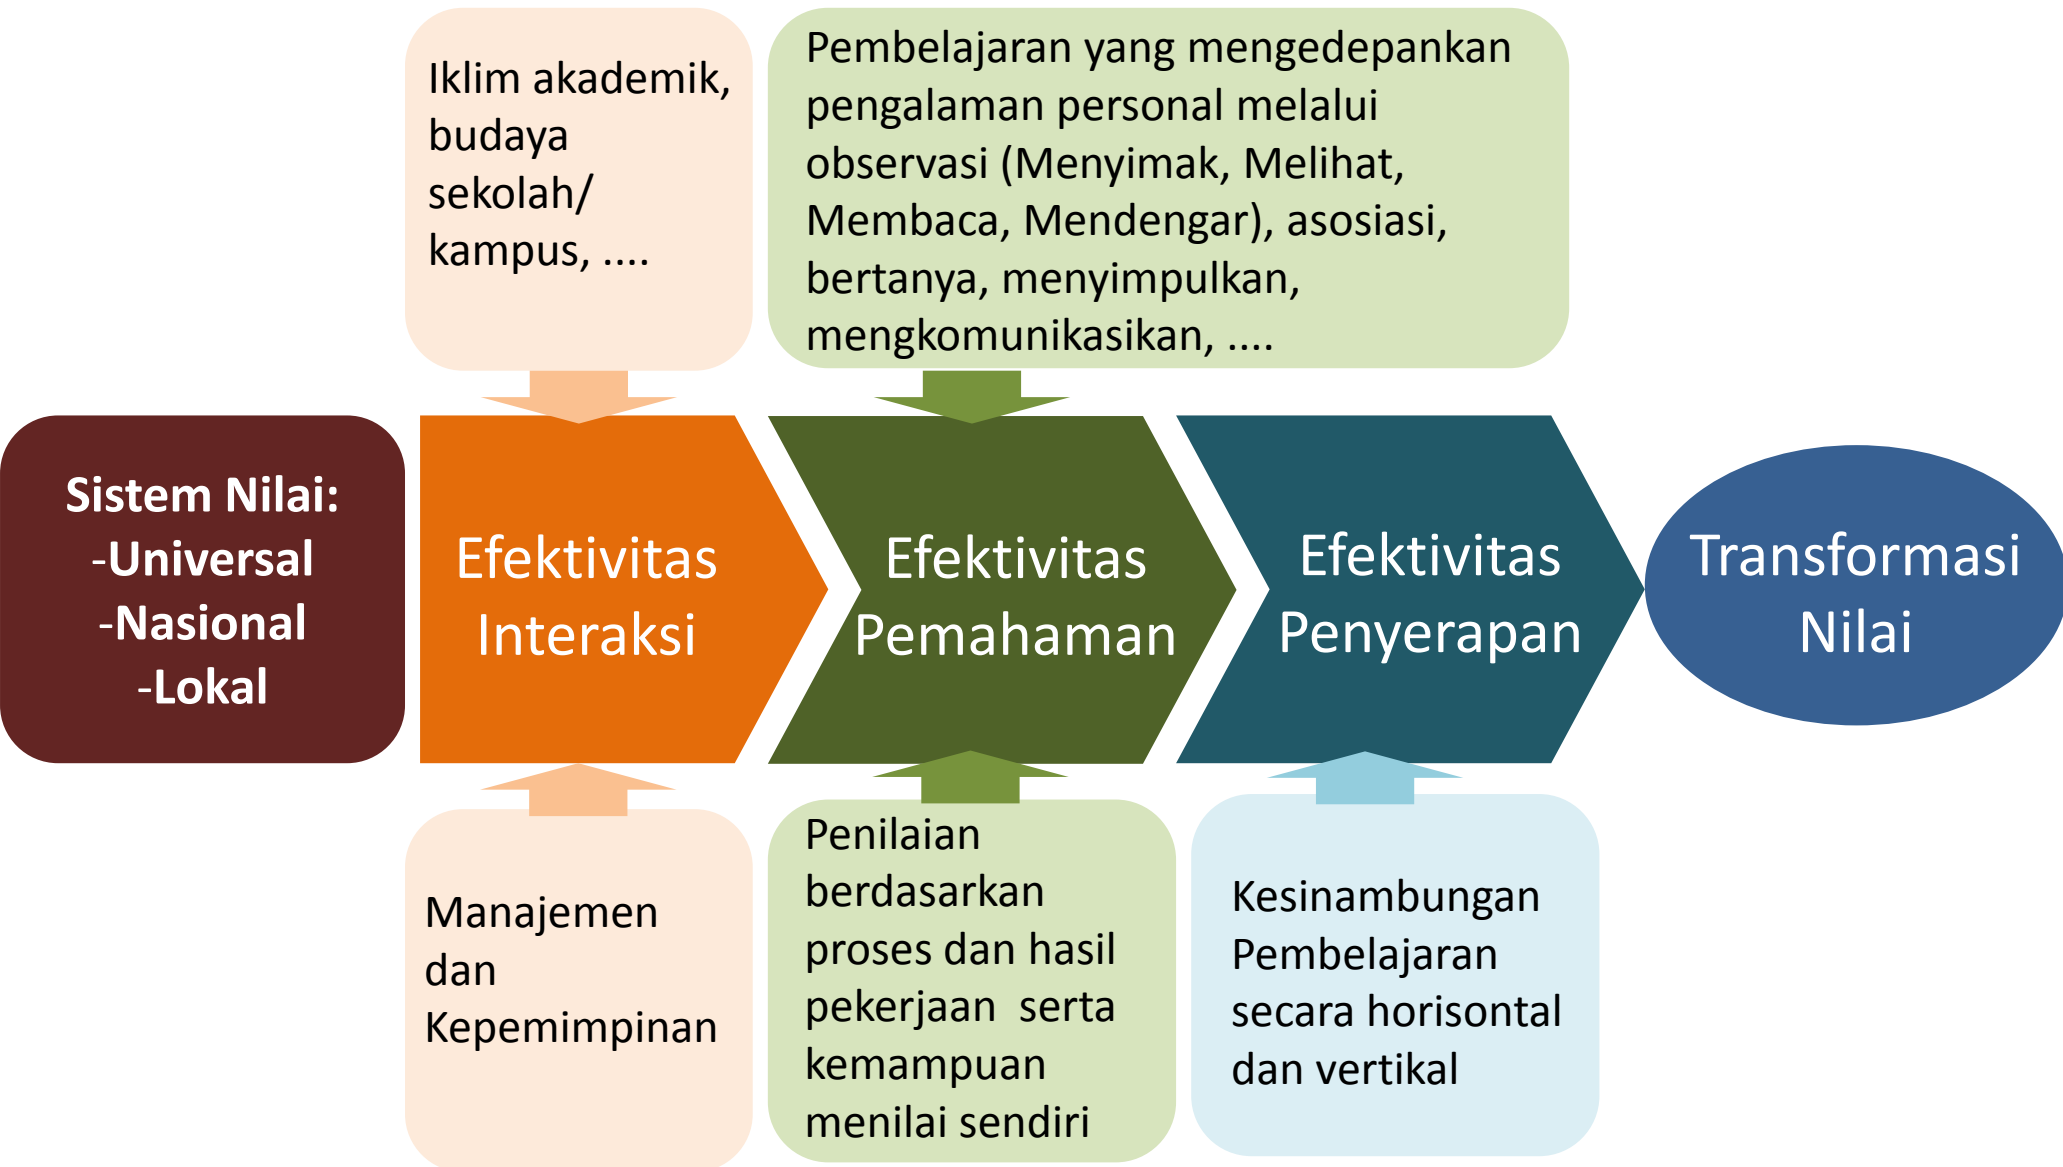 Iklim akademik,
budaya
sekolah/
kampus, ....
Pembelajaran yang mengedepankan
pengalaman personal melalui
observasi (Menyimak, Melihat,
Membaca, Mendengar), asosiasi,
bertanya, menyimpulkan,
mengkomunikasikan, ....
Sistem Nilai:
-Universal
-Nasional
-Lokal
Efektivitas
Interaksi
Efektivitas
Pemahaman
Efektivitas
Penyerapan
Transformasi
Nilai
Manajemen
dan
Kepemimpinan
Penilaian
berdasarkan
proses dan hasil
pekerjaan  serta
kemampuan
menilai sendiri
Kesinambungan
Pembelajaran
secara horisontal
dan vertikal